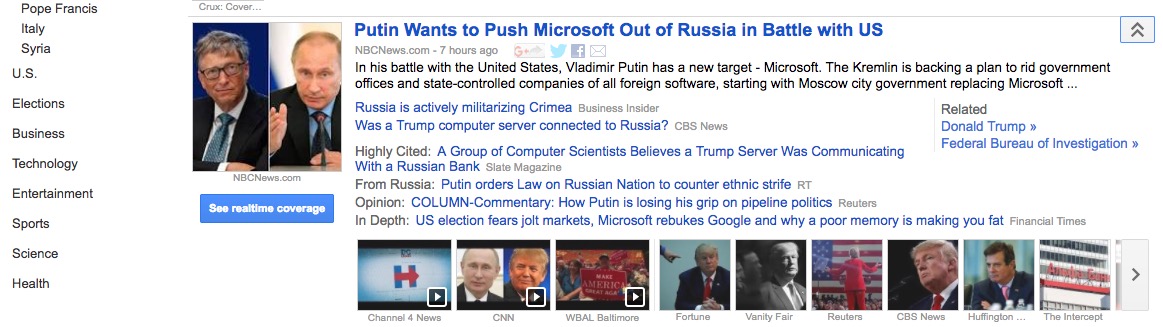 Pope Francis
Italy
Syria
U.S.
Elections
Business
Technology
Entertainment
Sports
Science
Health
Crux: Cover...
NBCNews.com
See realtime coverage
Putin Wants to Push Microsoft Out of Russia in Battle with US
NBCNews.com - 7 hours ago
In his battle with the United States, Vladimir Putin has a new target - Microsoft. The Kremlin is backing a plan to rid government
offices and state-controlled companies of all foreign software, starting with Moscow city government replacing Microsoft ...
Russia is actively militarizing Crimea Business Insider
Was a Trump computer server connected to Russia? CBS News
Highly Cited: A Group of Computer Scientists Believes a Trump Server Was Communicating
With a Russian Bank Slate Magazine
From Russia: Putin orders Law on Russian Nation to counter ethnic strife RT
Opinion: COLUMN-Commentary: How Putin is losing his grip on pipeline politics Reuters
In Depth: US election fears jolt markets, Microsoft rebukes Google and why a poor memory is making you fat Financial Times
Related
Donald Trump »
Federal Bureau of Investigation »
MAKE
AMERICA
Channel 4 News
CNN
WBAL Baltimore
Fortune
Vanity Fair
Reuters
CBS News
Huffington ...
The Intercept